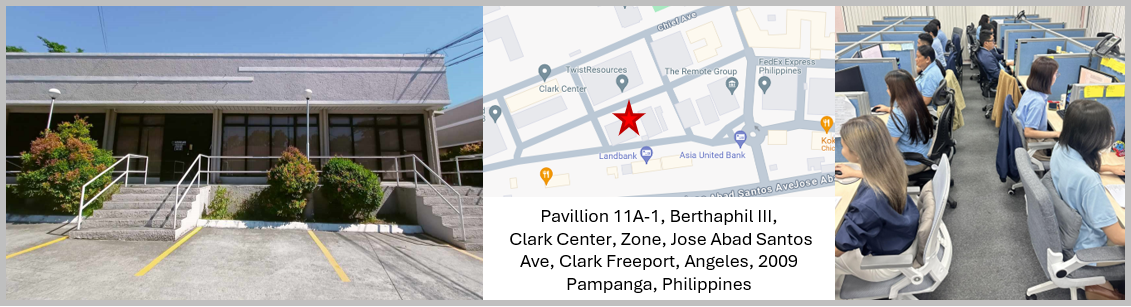 Chief Ave
TwistResources
Clark Center
The Remote Group
FedEx Express
Philippines
Landbank
Asia United Bank
Kok
Chic
Abad Santos Ave
Jose Ab
Pavillion 11A-1, Berthaphil III,
Clark Center, Zone, Jose Abad Santos
Ave, Clark Freeport, Angeles, 2009
Pampanga, Philippines